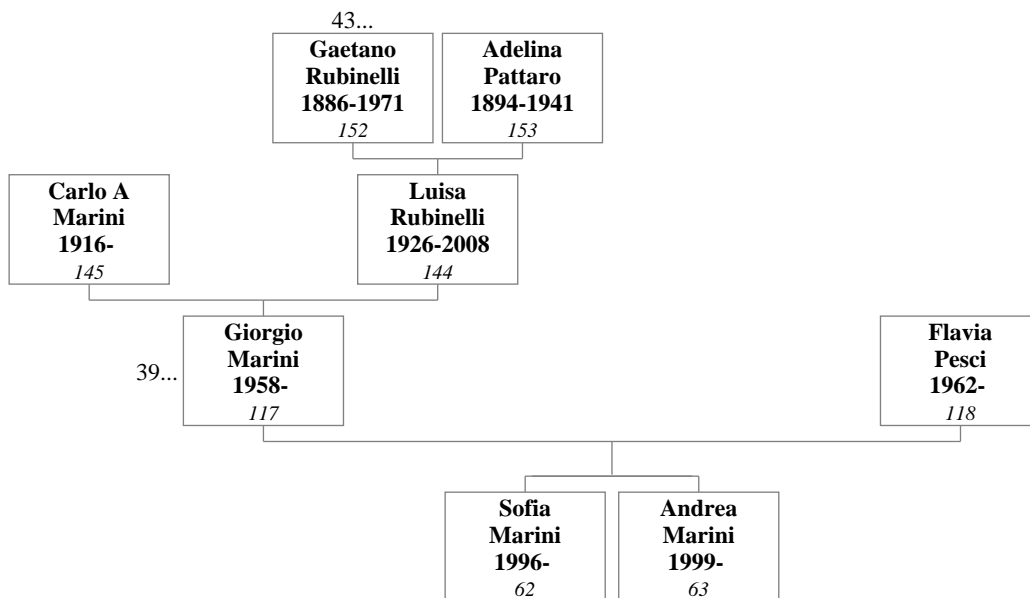 43...
Gaetano
Rubinelli
1886-1971
152
Adelina
Pattaro
1894-1941
153
Carlo A
Marini
1916-
145
Luisa
Rubinelli
1926-2008
144
39...
Giorgio
Marini
1958-
117
Flavia
Pesci
1962-
118
Sofia
Marini
1996-
62
Andrea
Marini
1999-
63